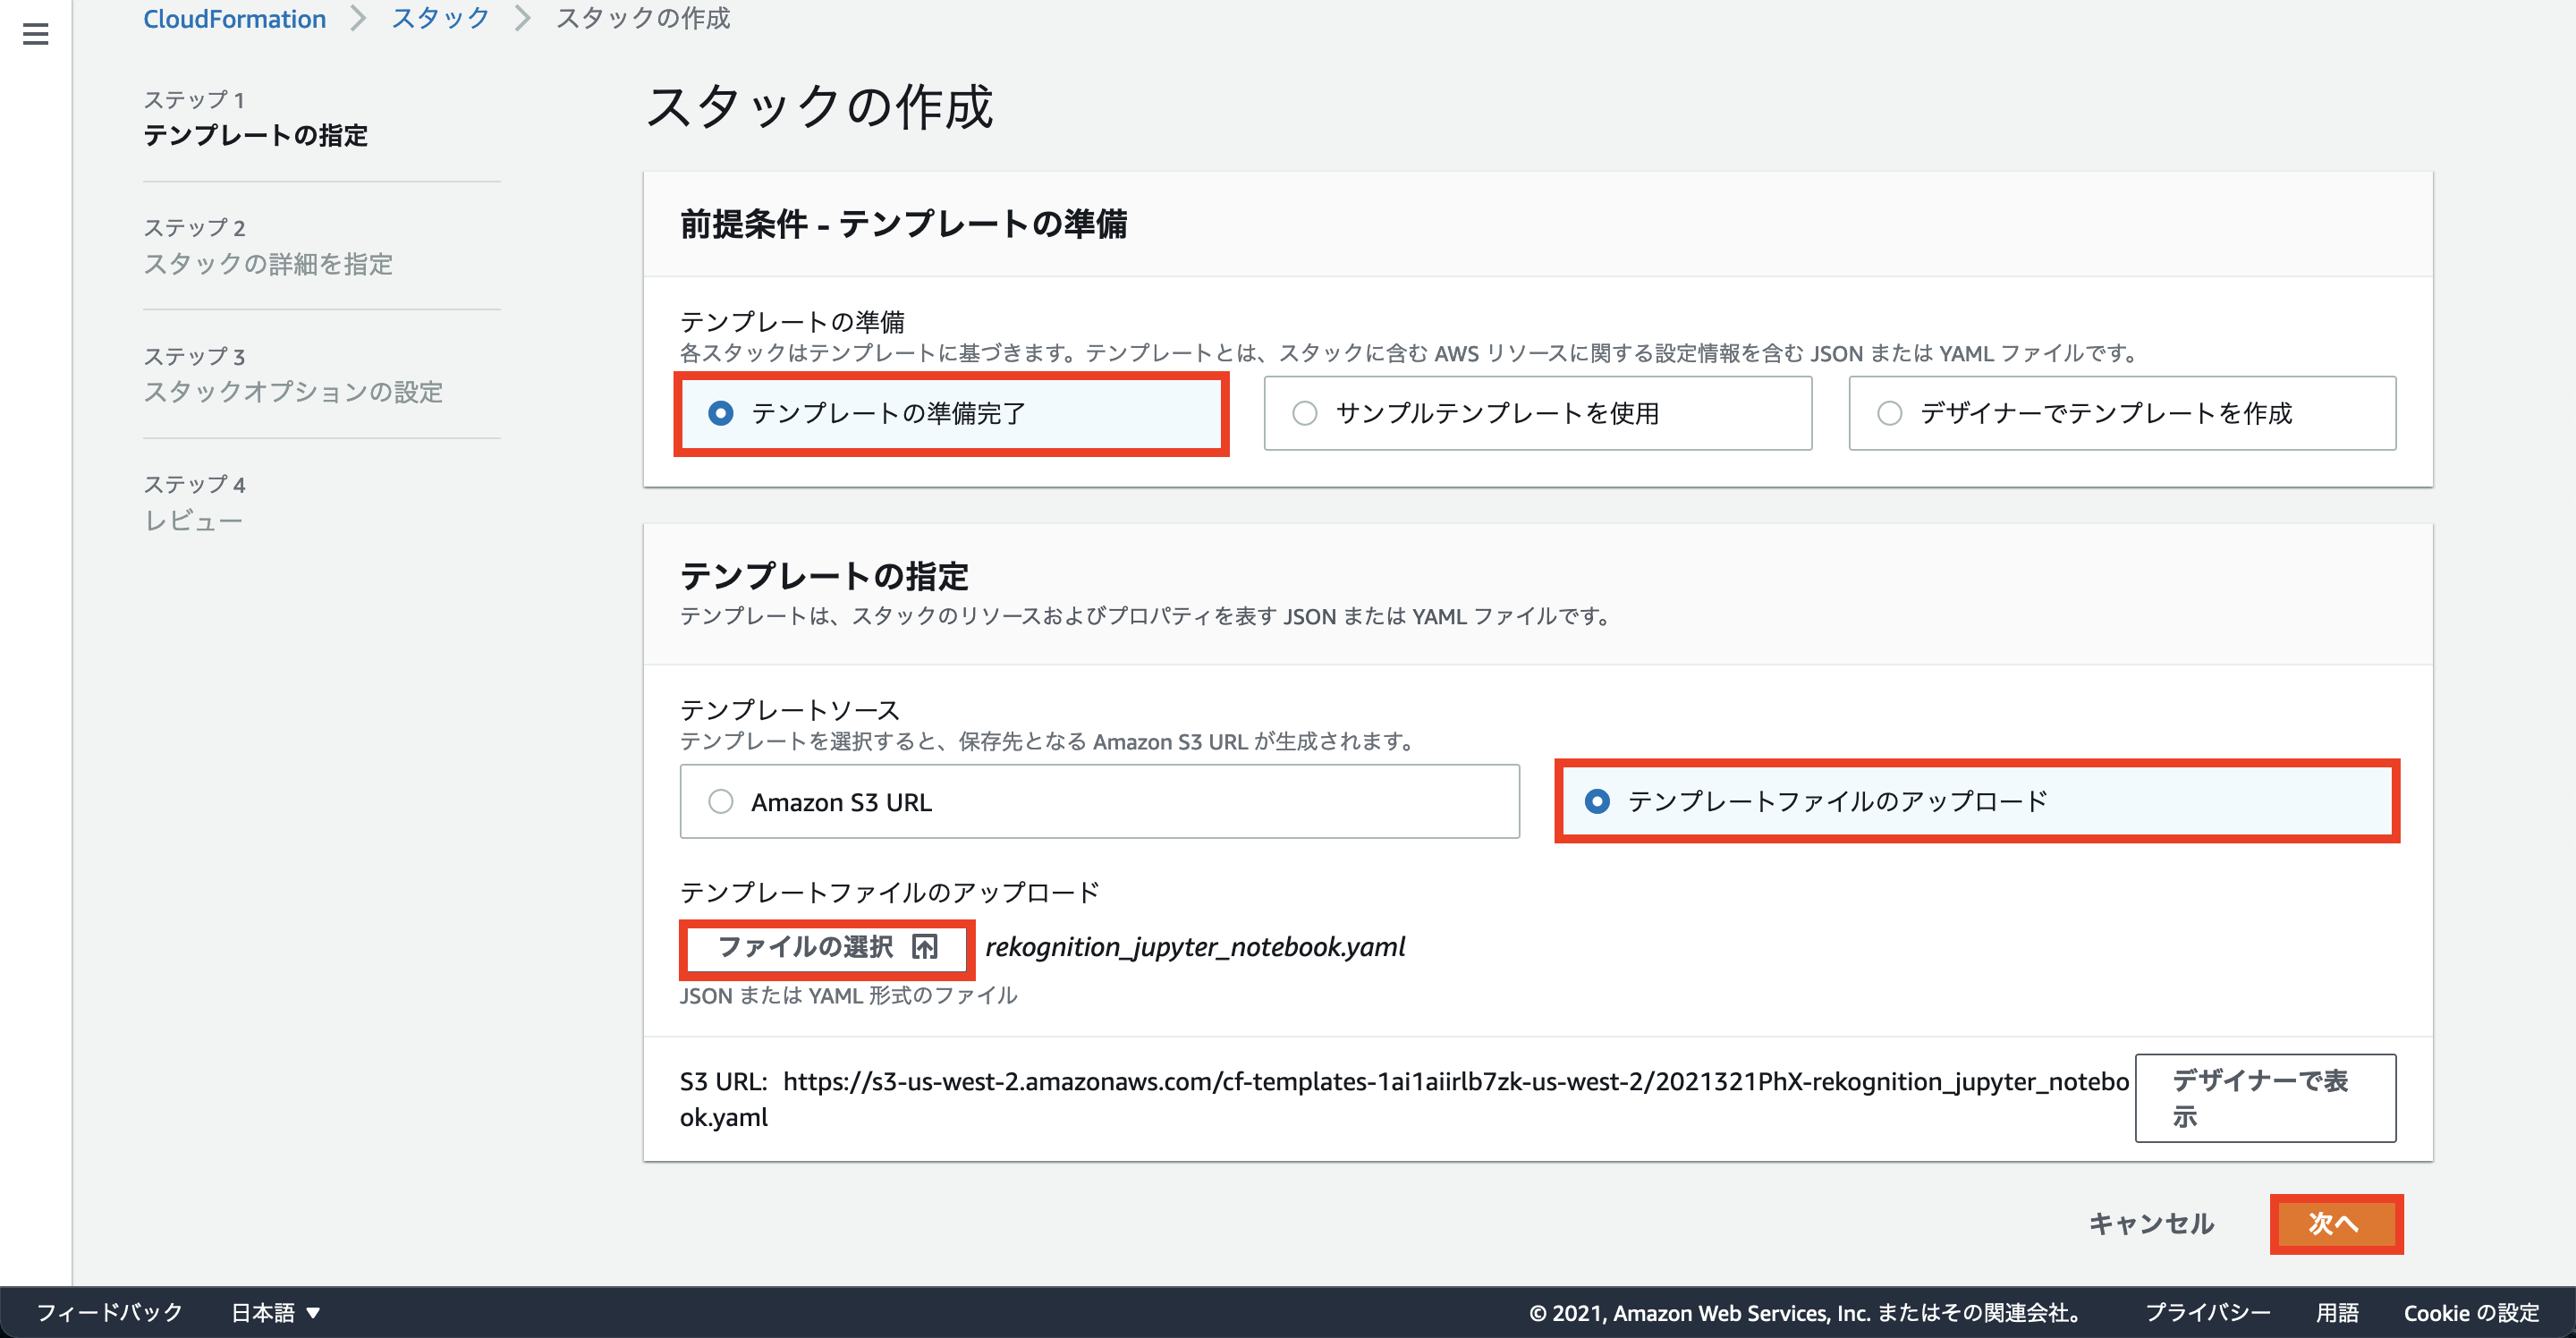 CloudFormation > スタック > スタックの作成
ステップ 1
テンプレートの指定
ステップ 2
スタックの詳細を指定
ステップ 3
スタックオプションの設定
ステップ 4
レビュー
スタックの作成
前提条件 - テンプレートの準備
テンプレートの準備
各スタックはテンプレートに基づきます。テンプレートとは、スタックに含む AWS リソースに関する設定情報を含む JSON または YAML ファイルです。
テンプレートの準備完了
サンプルテンプレートを使用
デザイナーでテンプレートを作成
テンプレートの指定
テンプレートは、スタックのリソースおよびプロパティを表す JSON または YAML ファイルです。
テンプレートソース
テンプレートを選択すると、保存先となる Amazon S3 URL が生成されます。
Amazon S3 URL
テンプレートファイルのアップロード
テンプレートファイルのアップロード
ファイルの選択 rekognition_jupyter_notebook.yaml
JSON または YAML 形式のファイル
S3 URL: https://s3-us-west-2.amazonaws.com/cf-templates-1ai1aiirlb7zk-us-west-2/2021321PhX-rekognition_jupyter_notebo
ok.yaml
デザイナーで表
示
キャンセル
次へ
フィードバック 日本語 ▼
© 2021, Amazon Web Services, Inc. またはその関連会社。 プライバシー 用語 Cookie の設定